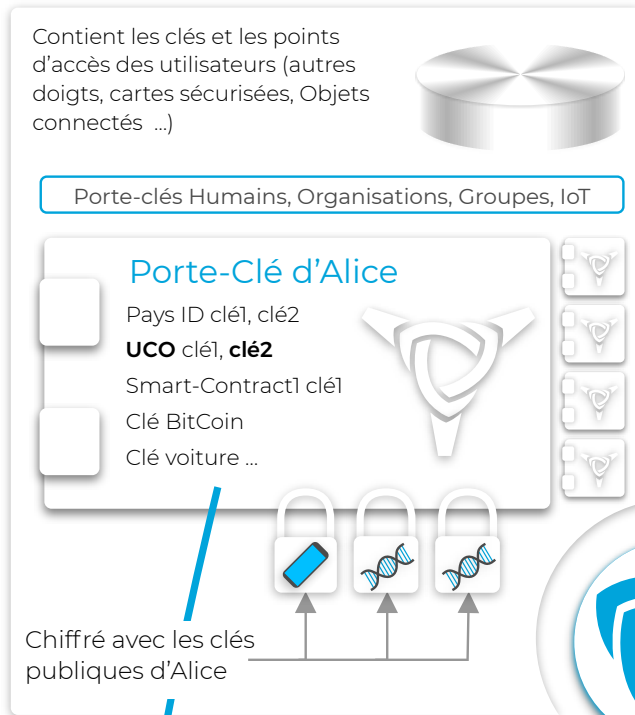 Contient les clés et les points
d'accès des utilisateurs (autres
doigts, cartes sécurisées, Objets
connectés ...)
Porte-clés Humains, Organisations, Groupes, IoT
Porte-Clé d'Alice
Pays ID clé1, clé2
UCO clé1, clé2
Smart-Contract1 clé1
Clé BitCoin
Clé voiture ...
Chiffré avec les clés
publiques d'Alice